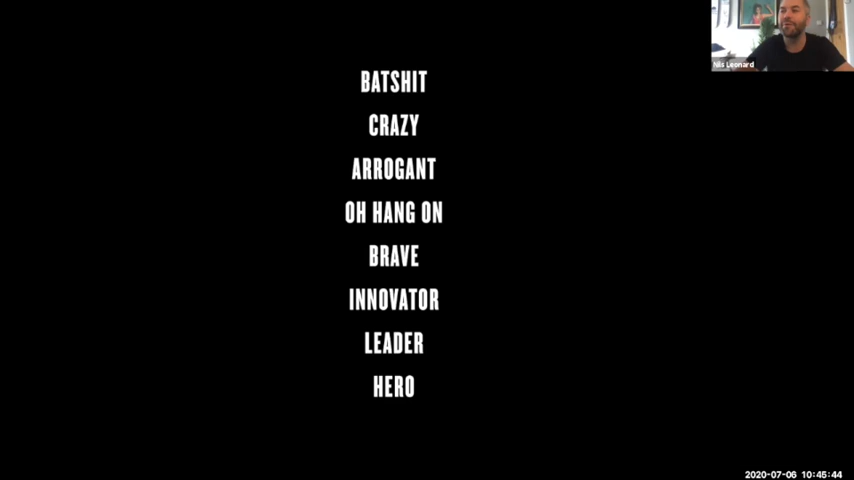 Nils Leonard
BATSHIT
CRAZY
ARROGANT
OH HANG ON
BRAVE
INNOVATOR
LEADER
HERO
2020-07-06 10:45:44